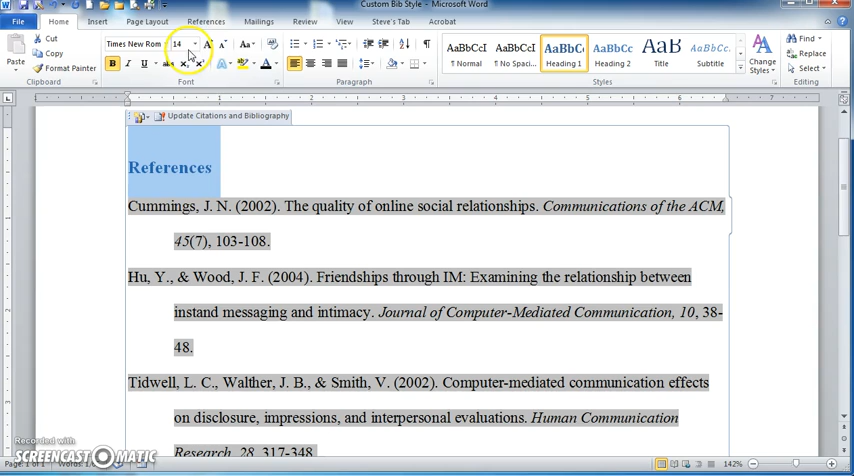 Custom Bib Style - Microsoft Word
File Home Insert Page Layout References Mailings Review View Steve's Tab Acrobat
Cut
Copy
Format Painter
Paste
Clipboard
Times New Rom 14
Font
Paragraph
AaBbCcI AaBbCcI AaBbCc AaBbCc AaB AaBbCcl
¶ Normal ¶ No Spaci... Heading 1 Heading 2 Title Subtitle
Change Styles
Styles
Find
Replace
Select
Editing
Update Citations and Bibliography
References
Cummings, J. N. (2002). The quality of online social relationships. Communications of the ACM,
45(7), 103-108.
Hu, Y., & Wood, J. F. (2004). Friendships through IM: Examining the relationship between
instand messaging and intimacy. Journal of Computer-Mediated Communication, 10, 38-
48.
Tidwell, L. C., Walther, J. B., & Smith, V. (2002). Computer-mediated communication effects
on disclosure, impressions, and interpersonal evaluations. Human Communication
Research, 28, 317-348.
Recorded with
SCREENCAST MATIC
Page: 1 of 1
142%